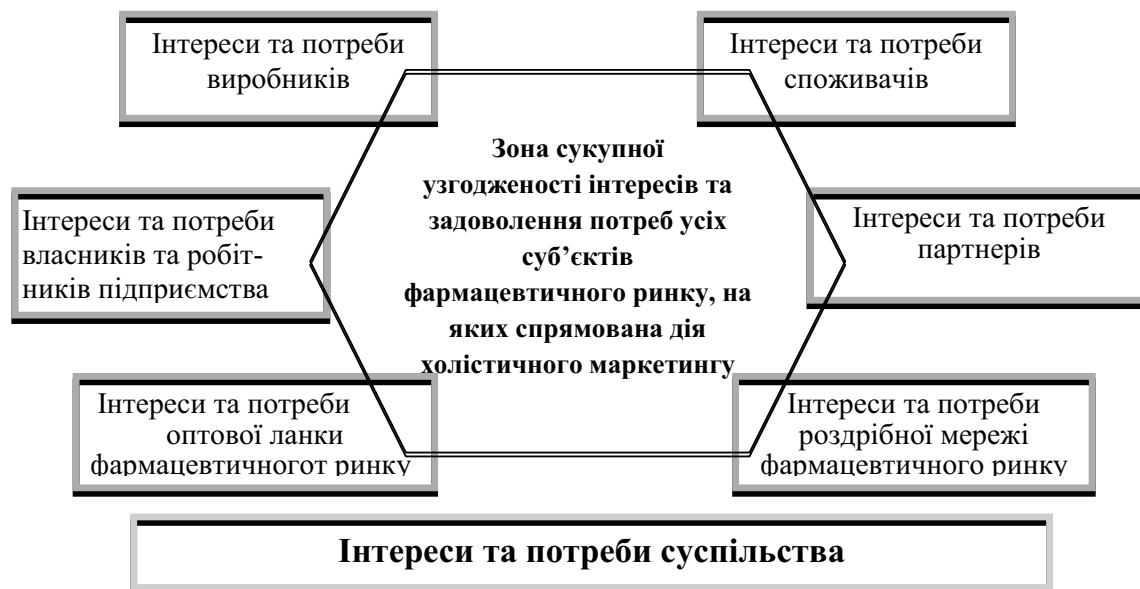 Інтереси та потреби
виробників
Інтереси та потреби
споживачів
Зона сукупної
узгодженості інтересів та
задоволення потреб усіх
суб’єктів
фармацевтичного ринку, на
яких спрямована дія
холістичного маркетингу
Інтереси та потреби
власників та робіт-
ників підприємства
Інтереси та потреби
партнерів
Інтереси та потреби
оптової ланки
фармацевтичногот ринку
Інтереси та потреби
роздрібної мережі
фармацевтичного ринку
Інтереси та потреби суспільства